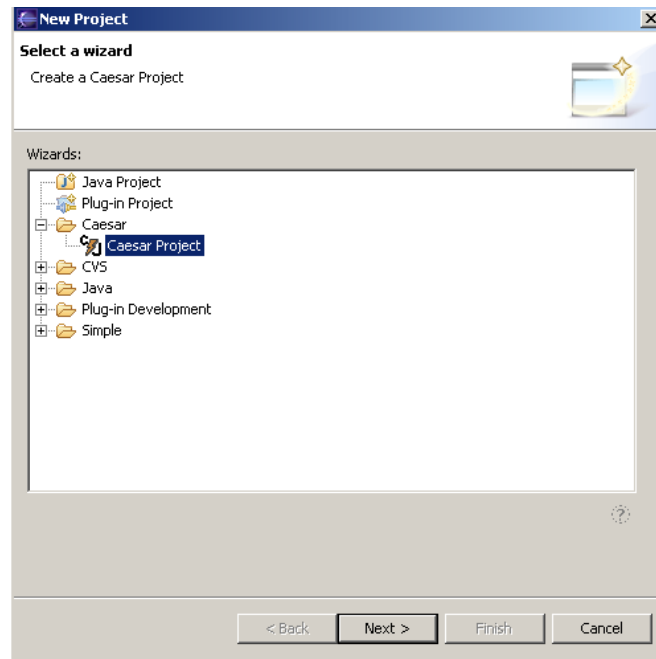 New Project
Select a wizard
Create a Caesar Project
Wizards:
Java Project
Plug-in Project
Caesar
Caesar Project
CVS
Java
Plug-in Development
Simple
< Back Next > Finish Cancel